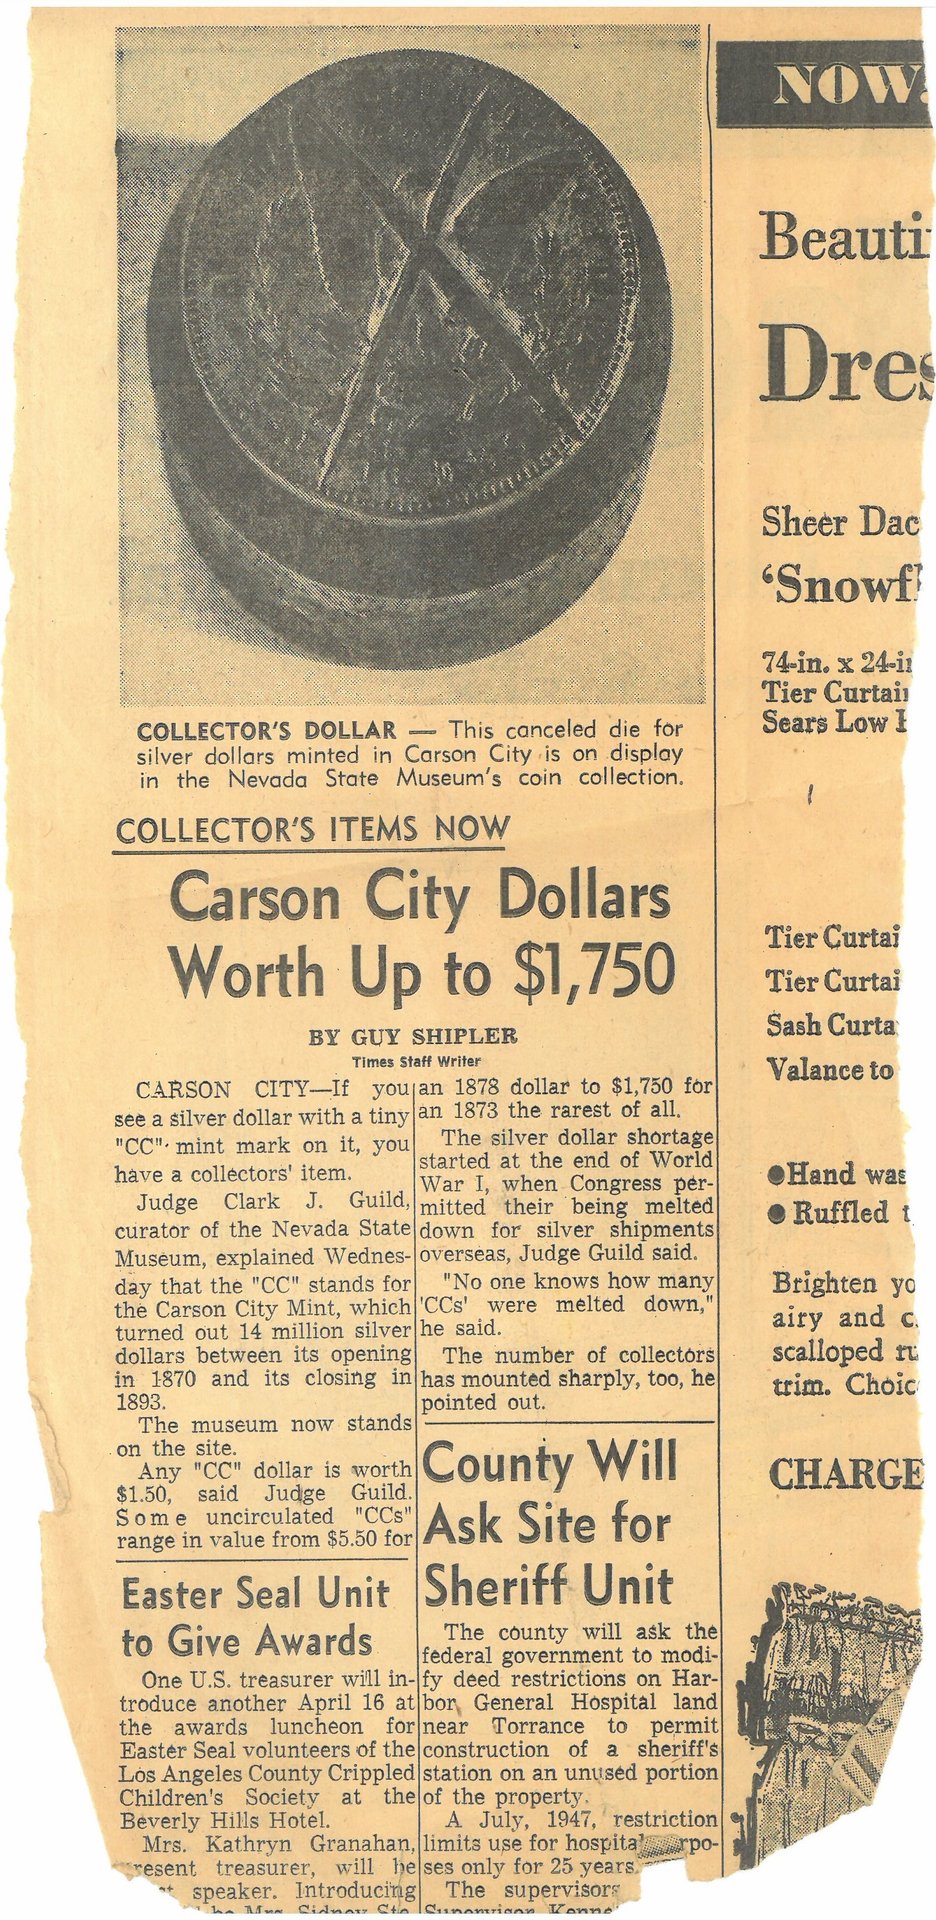 COLLECTOR'S DOLLAR — This canceled die for
silver dollars minted in Carson City is on display
in the Nevada State Museum's coin collection.
COLLECTOR'S ITEMS NOW
Carson City Dollars
Worth Up to $1,750
BY GUY SHIPLER
Times Staff Writer
CARSON CITY—If you
see a silver dollar with a tiny
"CC" mint mark on it, you
have a collectors' item.
Judge Clark J. Guild,
curator of the Nevada State
Museum, explained Wednes-
day that the "CC" stands for
the Carson City Mint, which
turned out 14 million silver
dollars between its opening
in 1870 and its closing in
1893.
The museum now stands
on the site.
Any "CC" dollar is worth
$1.50, said Judge Guild.
Some uncirculated "CCs"
range in value from $5.50 for
an 1878 dollar to $1,750 for
an 1873 the rarest of all.
The silver dollar shortage
started at the end of World
War I, when Congress per-
mitted their being melted
down for silver shipments
overseas, Judge Guild said.
"No one knows how many
'CCs' were melted down,"
he said.
The number of collectors
has mounted sharply, too, he
pointed out.
Easter Seal Unit
to Give Awards
One U.S. treasurer will in-
troduce another April 16 at
the awards luncheon for
Easter Seal volunteers of the
Los Angeles County Crippled
Children's Society at the
Beverly Hills Hotel.
Mrs. Kathryn Granahan,
resent treasurer, will be
speaker. Introducing
be Mrs. Sidney
County Will
Ask Site for
Sheriff Unit
The county will ask the
federal government to modi-
fy deed restrictions on Har-
bor General Hospital land
near Torrance to permit
construction of a sheriff's
station on an unused portion
of the property.
A July, 1947, restriction
limits use for hospital rpo-
ses only for 25 years.
The supervisors
Supervisor
NOW
Beauti
Dres
Sheer Dac
'Snowfl
74-in. x 24-in
Tier Curtain
Sears Low
Tier Curtai
Tier Curtai
Sash Curta
Valance to
●Hand was
● Ruffled t
Brighten yo
airy and c
scalloped ru
trim. Choic
CHARGE